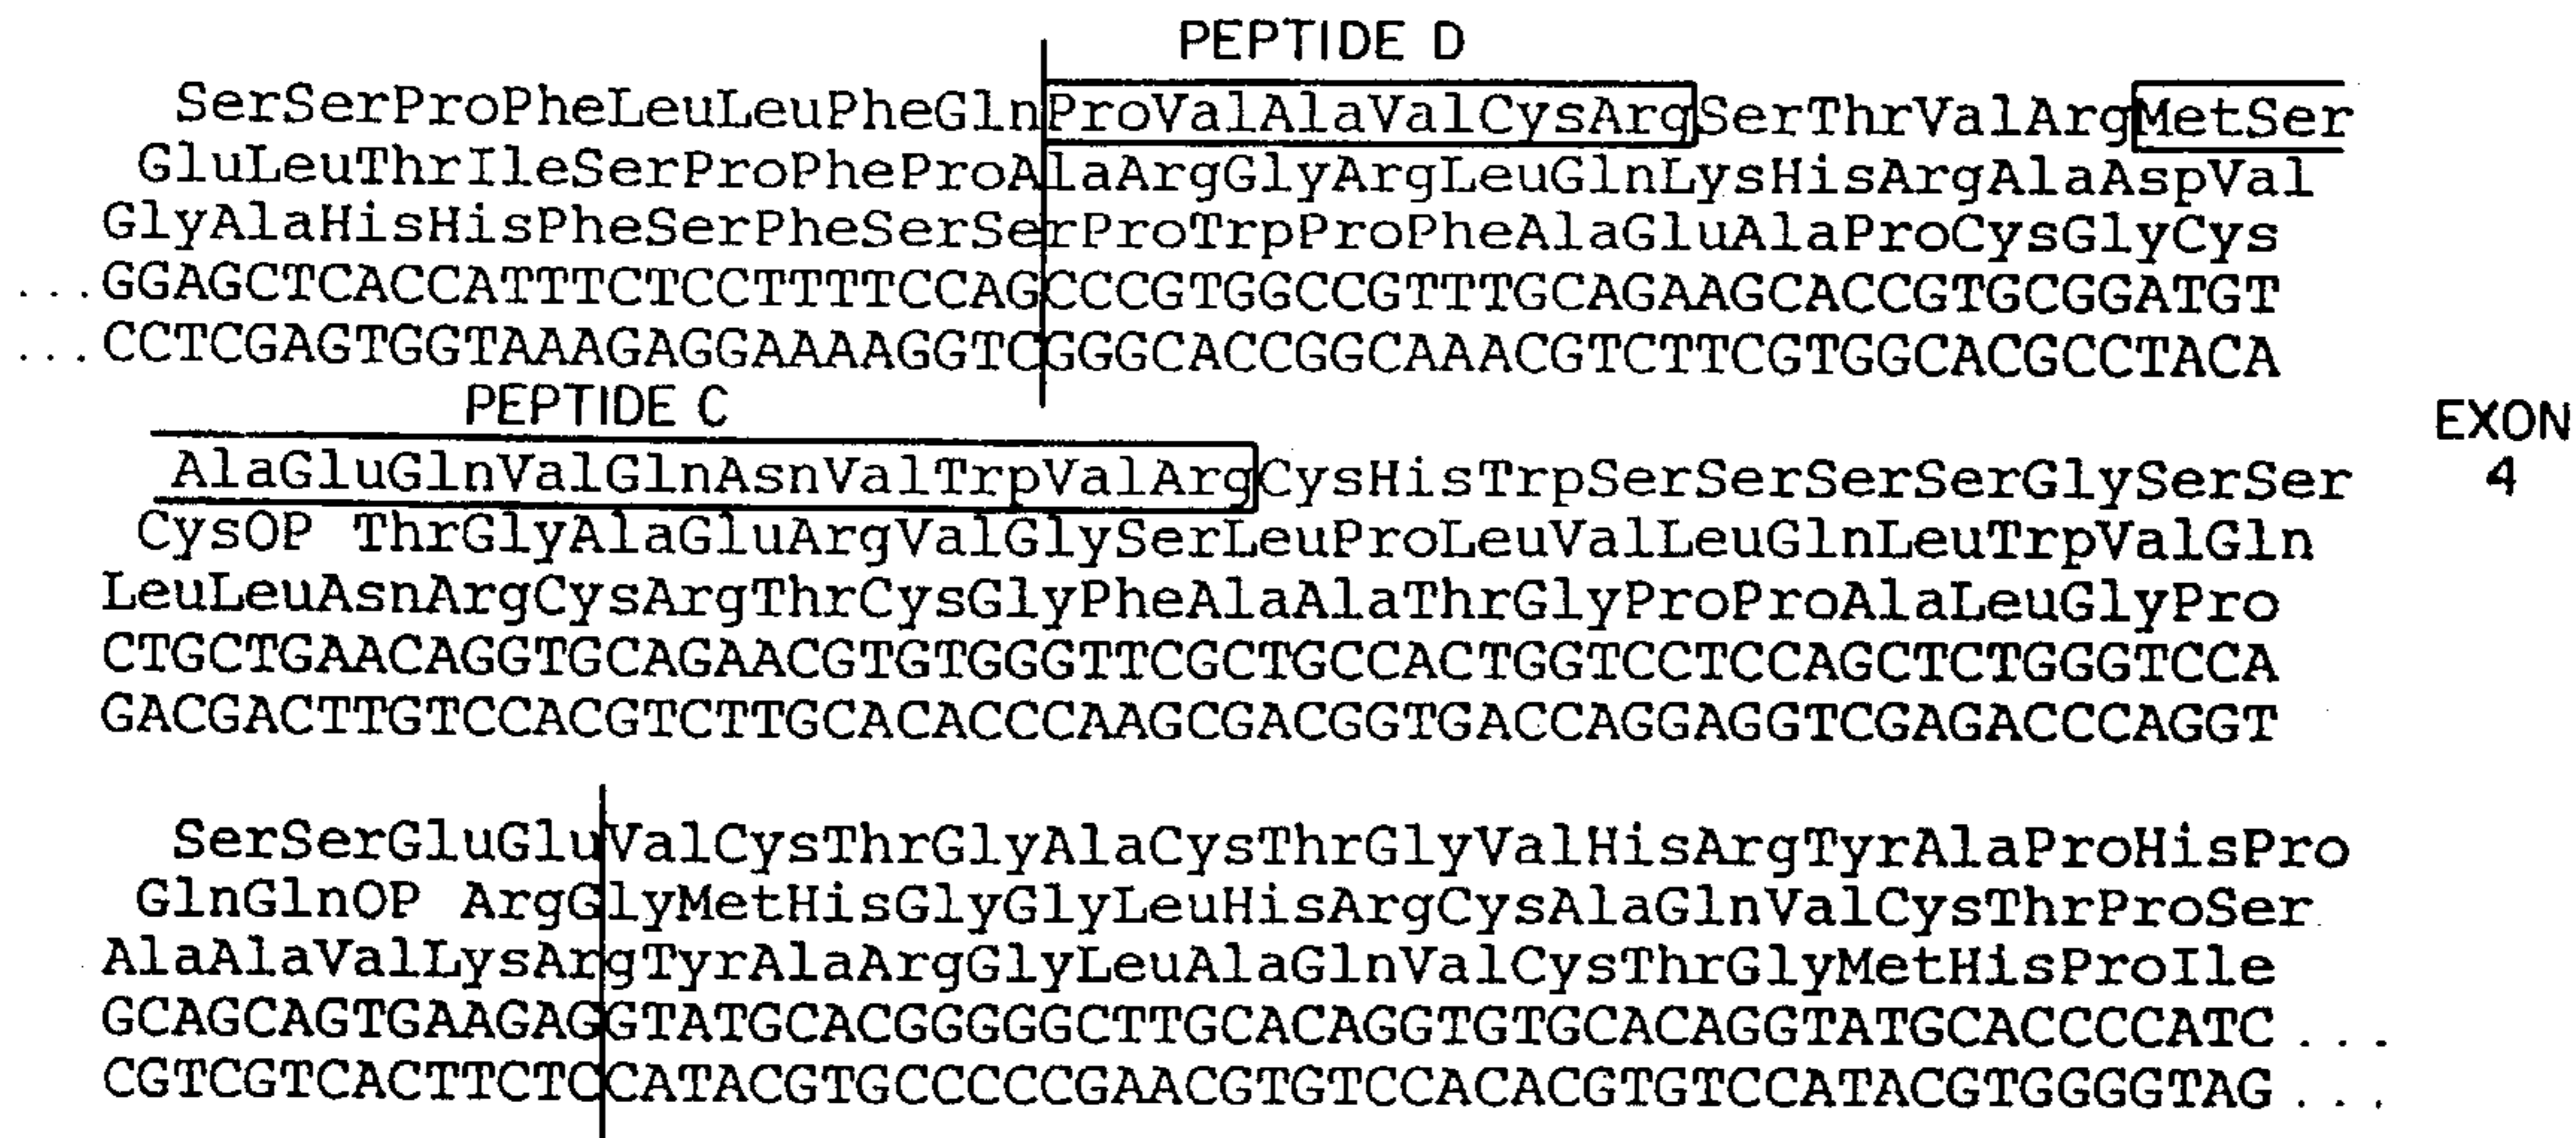 PEPTIDE D
SerSerProPheLeuLeuPheGlnProValAlaValCysArgSerThrValArgMetSer
GluLeuThrIleSerProPheProAlaArgGlyArgLeuGlnLysHisArgAlaAspVal
GlyAlaHisHisPheSerPheSerSerProTrpProPheAlaGluAlaProCysGlyCys
...GGAGCTCACCATTTCTCCTTTTCCAGCCCGTGGCCGTTTGCAGAAGCACCGTGCGGATGT
...CCTCGAGTGGTAAAGAGGAAAAGGTCGGGCACCGGCAAACGTCTTCGTGGCACGCCTACA
PEPTIDE C
EXON
4
AlaGluGlnValGlnAsnValTrpValArgCysHisTrpSerSerSerSerGlySerSer
CysOP ThrGlyAlaGluArgValGlySerLeuProLeuValLeuGlnLeuTrpValGln
LeuLeuAsnArgCysArgThrCysGlyPheAlaAlaThrGlyProProAlaLeuGlyPro
CTGCTGAACAGGTGCAGAACGTGTGGGTTCGCTGCCACTGGTCCTCCAGCTCTGGGTCCA
GACGACTTGTCCACGTCTTGCACACCCAAGCGACGGTGACCAGGAGGTCGAGACCCAGGT
SerSerGluGluValCysThrGlyAlaCysThrGlyValHisArgTyrAlaProHisPro
GlnGlnOP ArgGlyMetHisGlyGlyLeuHisArgCysAlaGlnValCysThrProSer
AlaAlaValLysArgTyrAlaArgGlyLeuAlaGlnValCysThrGlyMetHisProIle
GCAGCAGTGAAGAGGTATGCACGGGGGCTTGCACAGGTGTGCACAGGTATGCACCCCATC...
CGTCGTCACTTCTCCATACGTGCCCCCGAACGTGTCCACACGTGTCCATACGTGGGGTAG...